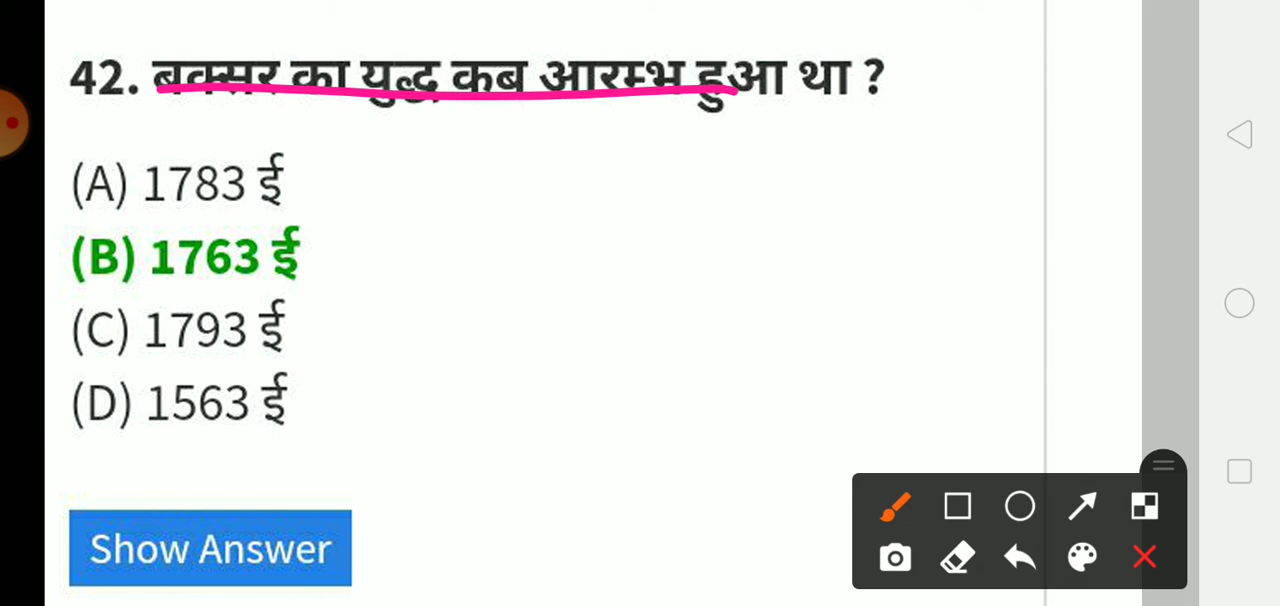 42. बक्सर का युद्ध कब आरम्भ हुआ था ?
(A) 1783 ई
(B) 1763 ई
(C) 1793 ई
(D) 1563 ई
Show Answer